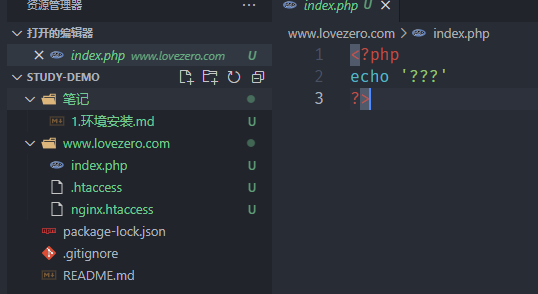 资源管理器 ...
打开的编辑器
index.php www.lovezero.com U
STUDY-DEMO
笔记
1.环境安装.md U
www.lovezero.com
index.php U
.htaccess U
nginx.htaccess U
package-lock.json
.gitignore
README.md
index.php U
www.lovezero.com > index.php
1 <?php
2 echo '???'
3 ?>